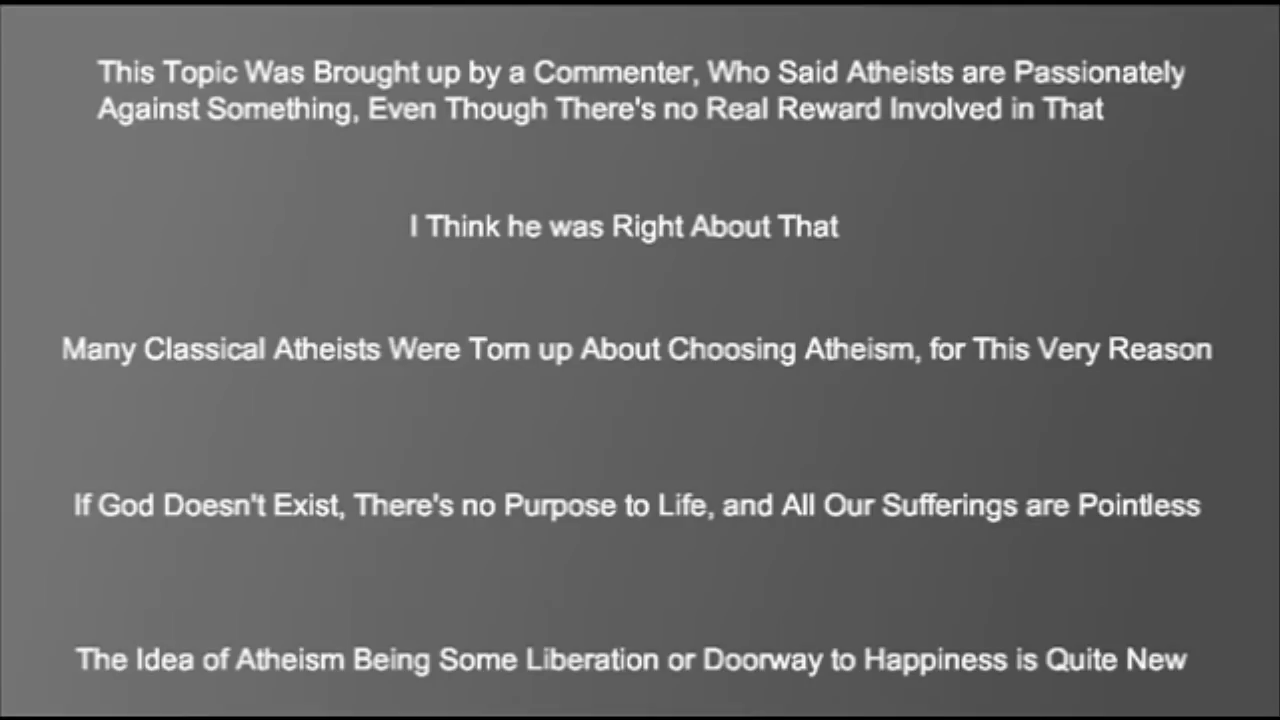 This Topic Was Brought up by a Commenter, Who Said Atheists are Passionately
Against Something, Even Though There's no Real Reward Involved in That
I Think he was Right About That
Many Classical Atheists Were Torn up About Choosing Atheism, for This Very Reason
If God Doesn't Exist, There's no Purpose to Life, and All Our Sufferings are Pointless
The Idea of Atheism Being Some Liberation or Doorway to Happiness is Quite New